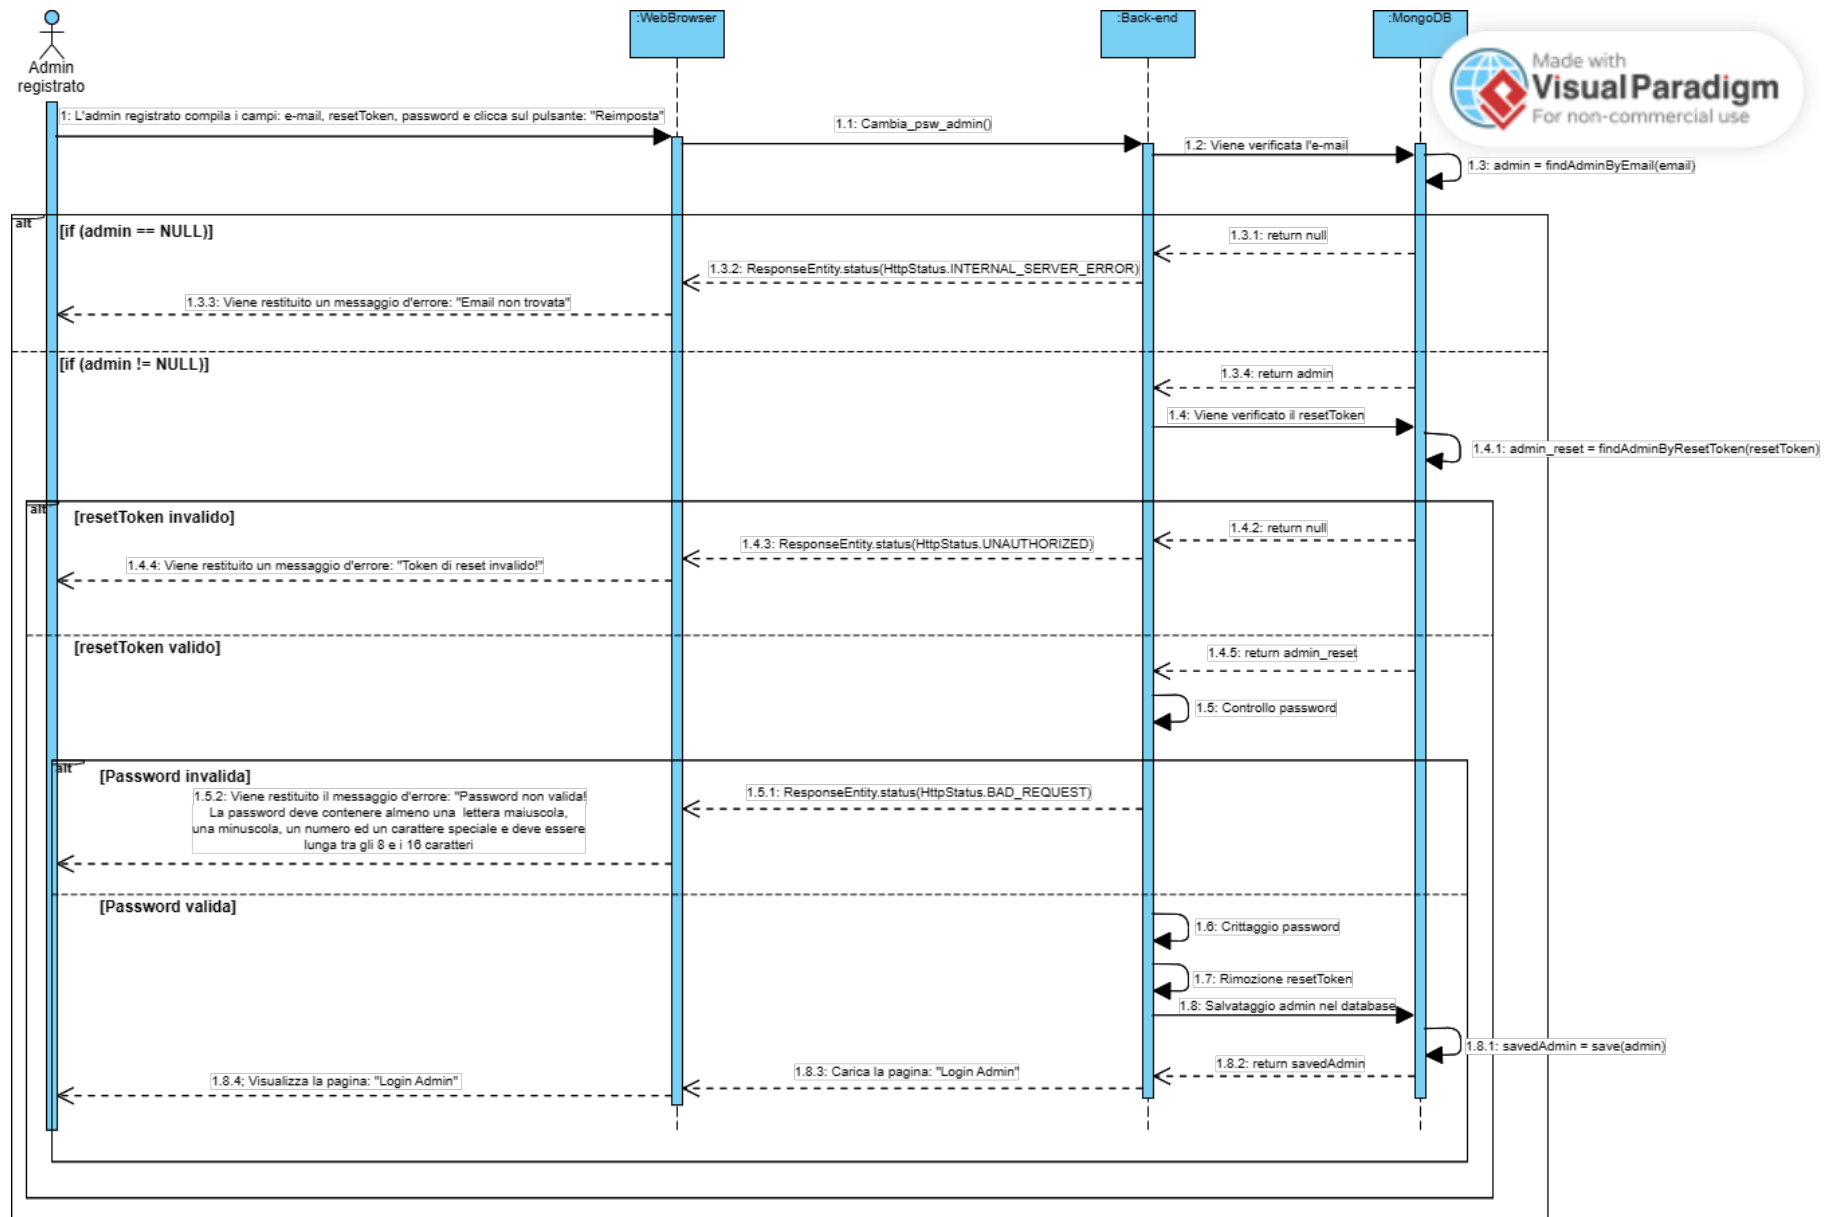 :WebBrowser
:Back-end
:MongoDB
Made with
Visual Paradigm
For non-commercial use
Admin
registrato
1: L'admin registrato compila i campi: e-mail, resetToken, password e clicca sul pulsante: "Reimposta"
1.1: Cambia_psw_admin()
1.2: Viene verificata l'e-mail
1.3: admin = findAdminByEmail(email)
alt
[if (admin == NULL)]
1.3.1: return null
1.3.2: ResponseEntity.status(HttpStatus.INTERNAL_SERVER_ERROR)
1.3.3: Viene restituito un messaggio d'errore: "Email non trovata"
[if (admin != NULL)]
1.3.4: return admin
1.4: Viene verificato il resetToken
1.4.1: admin_reset = findAdminByResetToken(resetToken)
alt
[resetToken invalido]
1.4.2: return null
1.4.3: ResponseEntity.status(HttpStatus.UNAUTHORIZED)
1.4.4: Viene restituito un messaggio d'errore: "Token di reset invalido!"
[resetToken valido]
1.4.5: return admin_reset
1.5: Controllo password
alt
[Password invalida]
1.5.1: ResponseEntity.status(HttpStatus.BAD_REQUEST)
1.5.2: Viene restituito il messaggio d'errore: "Password non valida!
La password deve contenere almeno una  lettera maiuscola,
una minuscola, un numero ed un carattere speciale e deve essere
lunga tra gli 8 e i 16 caratteri
[Password valida]
1.6: Crittaggio password
1.7: Rimozione resetToken
1.8: Salvataggio admin nel database
1.8.1: savedAdmin = save(admin)
1.8.2: return savedAdmin
1.8.3: Carica la pagina: "Login Admin"
1.8.4; Visualizza la pagina: "Login Admin"